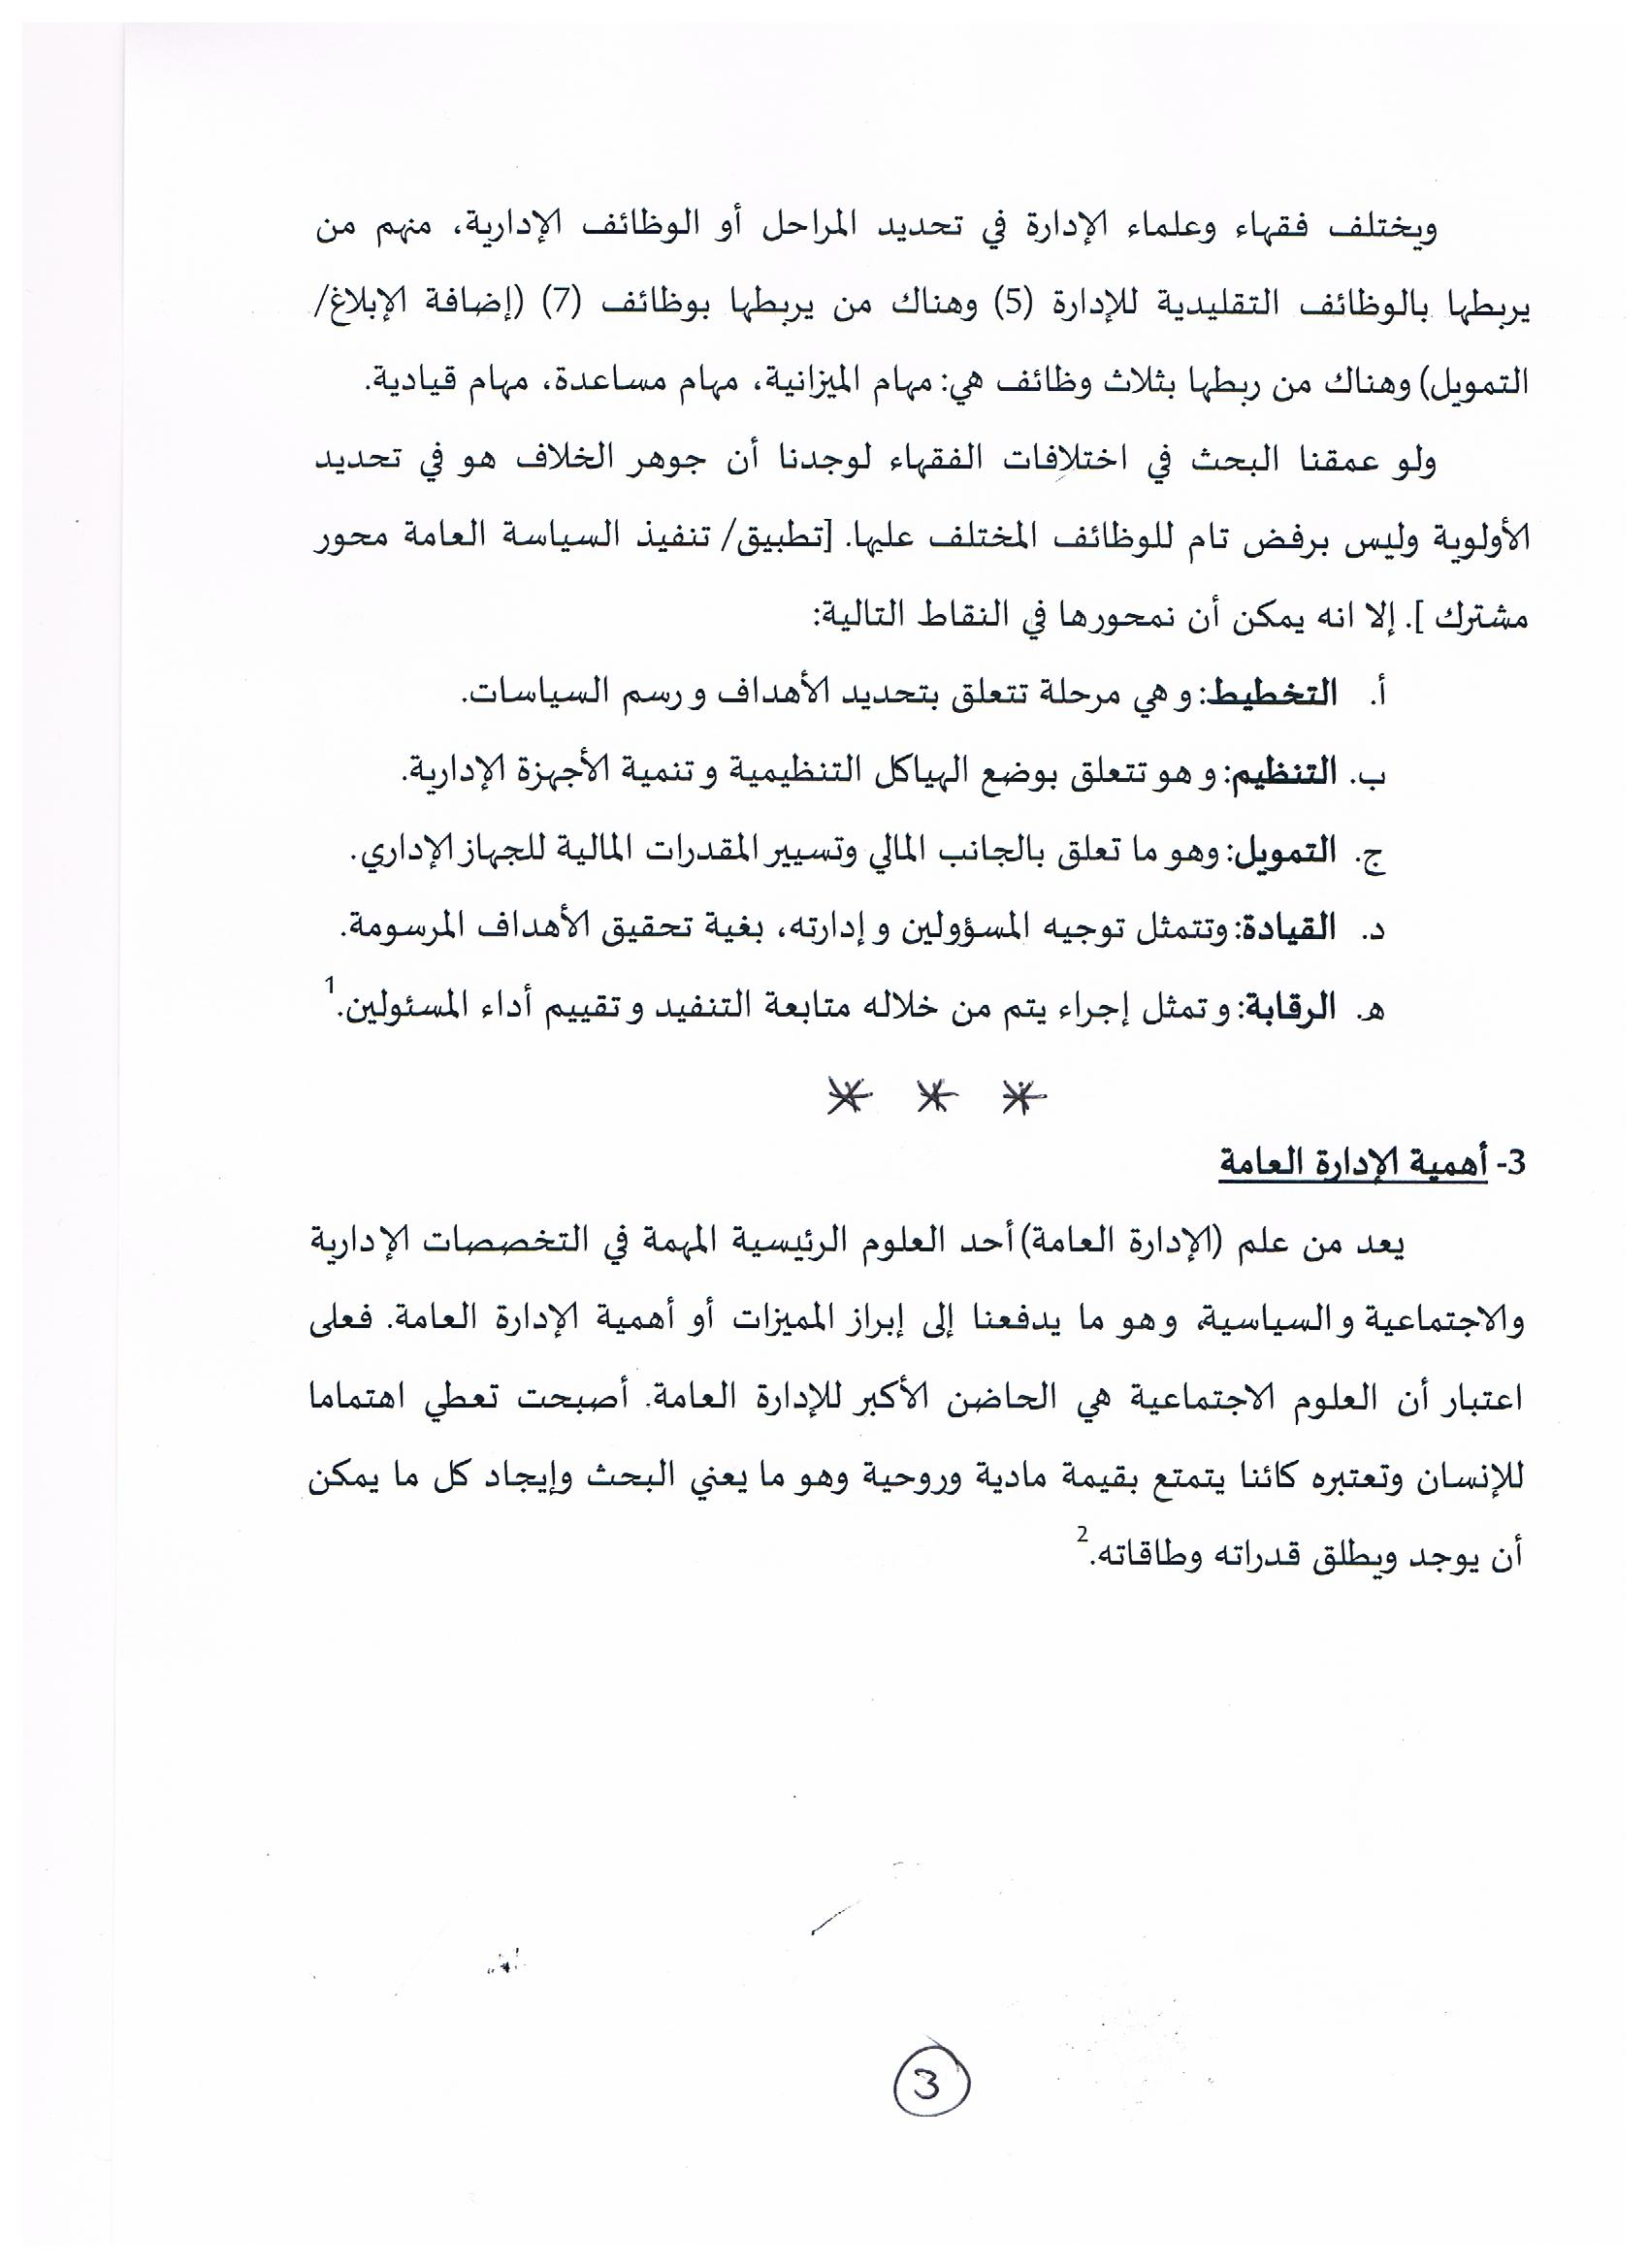 ويختلف فقهاء وعلماء الإدارة في تحديد المراحل أو الوظائف الإدارية، منهم من
يربطها بالوظائف التقليدية للإدارة (5) وهناك من يربطها بوظائف (7) (إضافة الإبلاغ/
التمويل) وهناك من ربطها بثلاث وظائف هي: مهام الميزانية، مهام مساعدة، مهام قيادية.
ولو عمقنا البحث في اختلافات الفقهاء لوجدنا أن جوهر الخلاف هو في تحديد
الأولوية وليس برفض تام للوظائف المختلف عليها. [تطبيق/ تنفيذ السياسة العامة محور
مشترك ]. إلا انه يمكن أن نمحورها في النقاط التالية:
أ. التخطيط: و هي مرحلة تتعلق بتحديد الأهداف و رسم السياسات.
ب. التنظيم: و هو تتعلق بوضع الهياكل التنظيمية و تنمية الأجهزة الإدارية.
ج. التمويل: وهو ما تعلق بالجانب المالي وتسيير المقدرات المالية للجهاز الإداري.
د. القيادة: وتتمثل توجيه المسؤولين و إدارته، بغية تحقيق الأهداف المرسومة.
ه. الرقابة: و تمثل إجراء يتم من خلاله متابعة التنفيد و تقييم أداء المسئولين.1
* * *
3- أهمية الإدارة العامة
يعد من علم (الإدارة العامة) أحد العلوم الرئيسية المهمة في التخصصات الإدارية
والاجتماعية و السياسية، وهو ما يدفعنا إلى إبراز المميزات أو أهمية الإدارة العامة. فعلى
اعتبار أن العلوم الاجتماعية هي الحاضن الأكبر للإدارة العامة. أصبحت تعطي اهتماما
للإنسان وتعتبره كائنا يتمتع بقيمة مادية وروحية وهو ما يعني البحث وإيجاد كل ما يمكن
أن يوجد ويطلق قدراته وطاقاته.2
3